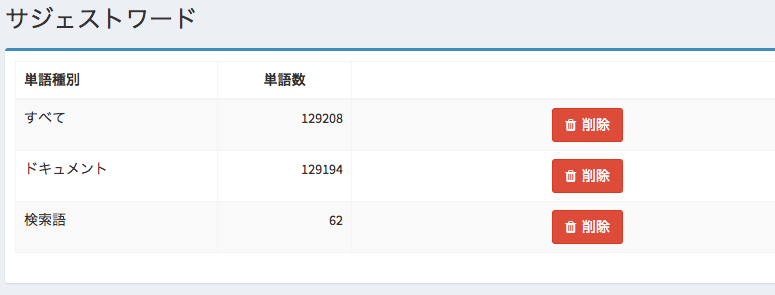 サジェストワード
単語種別 単語数
すべて 129208 削除
ドキュメント 129194 削除
検索語 62 削除